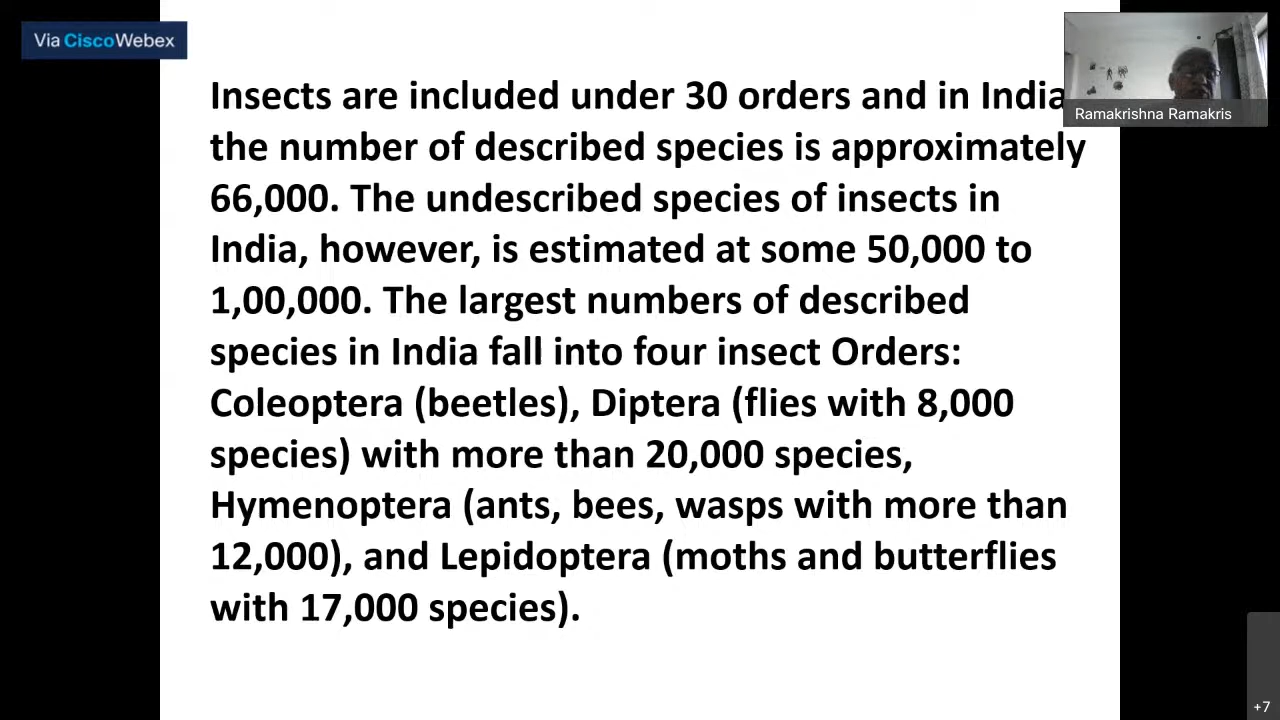 Via Cisco Webex
Ramakrishna Ramakris
Insects are included under 30 orders and in India
the number of described species is approximately
66,000. The undescribed species of insects in
India, however, is estimated at some 50,000 to
1,00,000. The largest numbers of described
species in India fall into four insect Orders:
Coleoptera (beetles), Diptera (flies with 8,000
species) with more than 20,000 species,
Hymenoptera (ants, bees, wasps with more than
12,000), and Lepidoptera (moths and butterflies
with 17,000 species).
+7